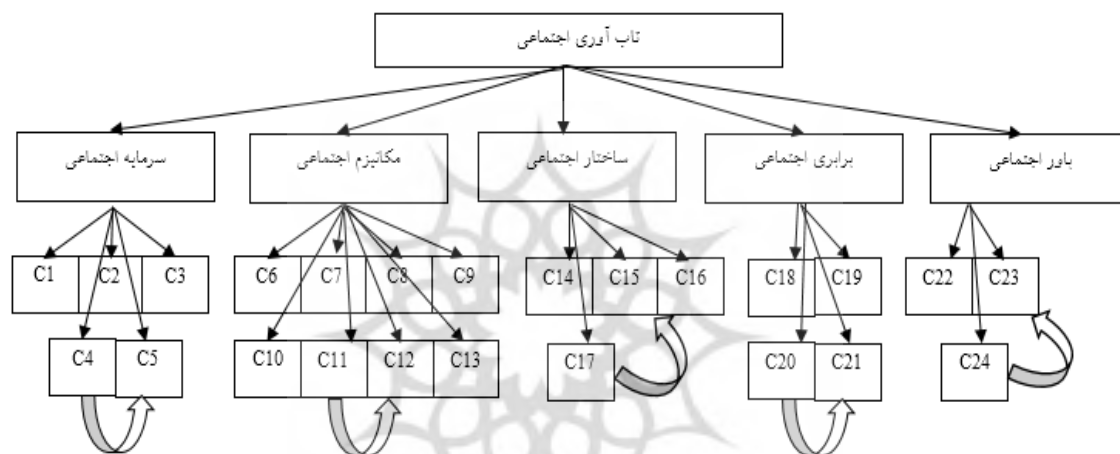 تاب آوری اجتماعی
باور اجتماعی
برابری اجتماعی
ساختار اجتماعی
مکانیزم اجتماعی
سرمایه اجتماعی
C1 C2 C3
C4 C5
C6 C7 C8 C9
C10 C11 C12 C13
C14 C15 C16
C17
C18 C19
C20 C21
C22 C23
C24